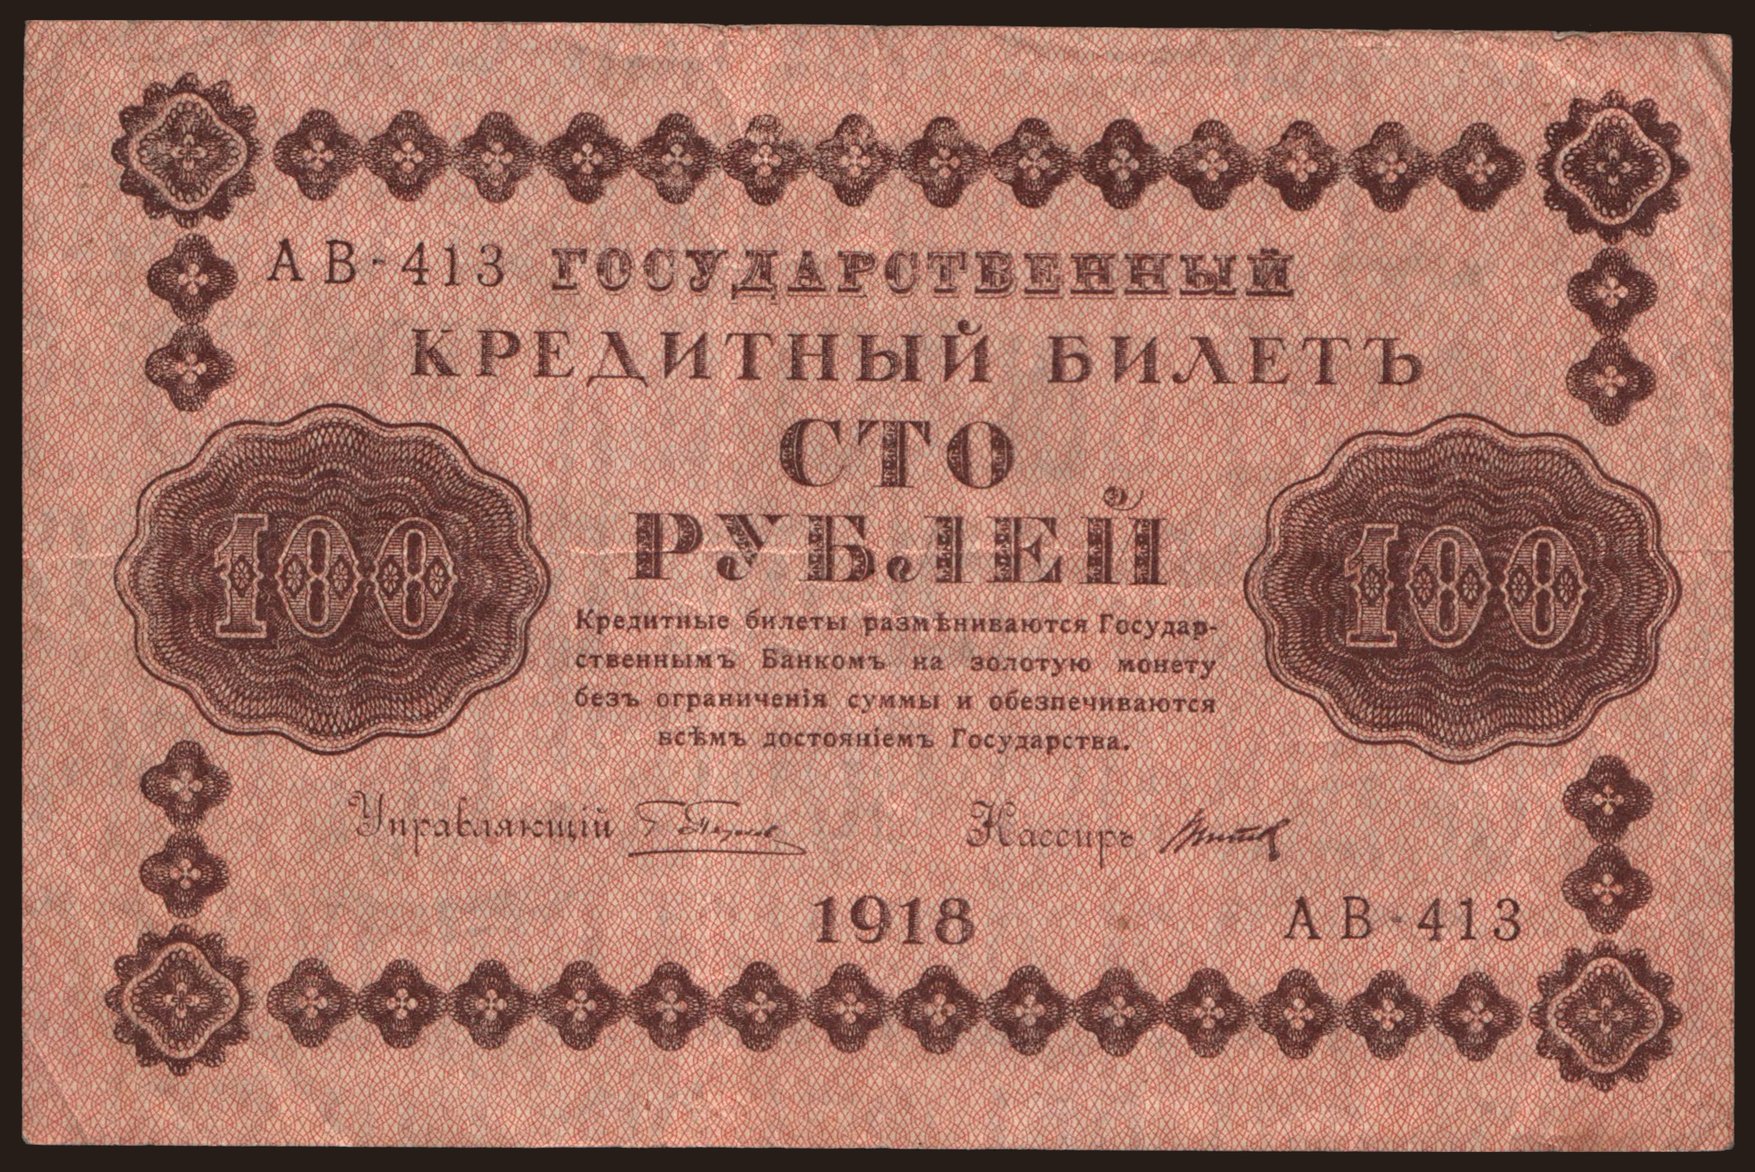 АВ-413 ГОСУДАРСТВЕННЫЙ
КРЕДИТНЫЙ БИЛЕТЪ
СТО
РУБЛЕЙ
100
100
Кредитные билеты размѣниваются Государ-
ственнымъ Банкомъ на золотую монету
безъ ограниченія суммы и обезпечиваются
всѣмъ достояніемъ Государства.
Управляющій
Кассиръ
1918
АВ-413